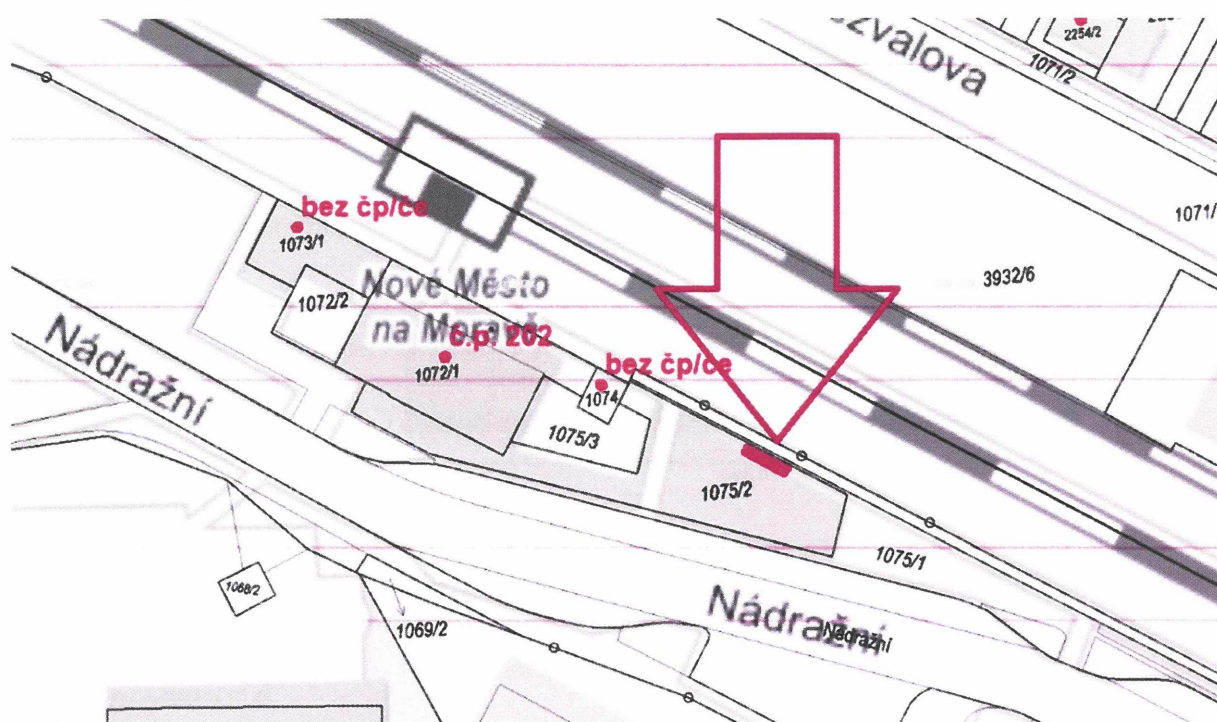 2254/2
1071/2
zvalova
1071/
bez čp/če
1073/1
3932/6
Nové Město
na Moravě
1072/2
č.p. 202
1072/1
bez čp/če
1074
Nádražní
1075/3
1075/2
1075/1
1068/2
1069/2
Nádražní
Nádražní